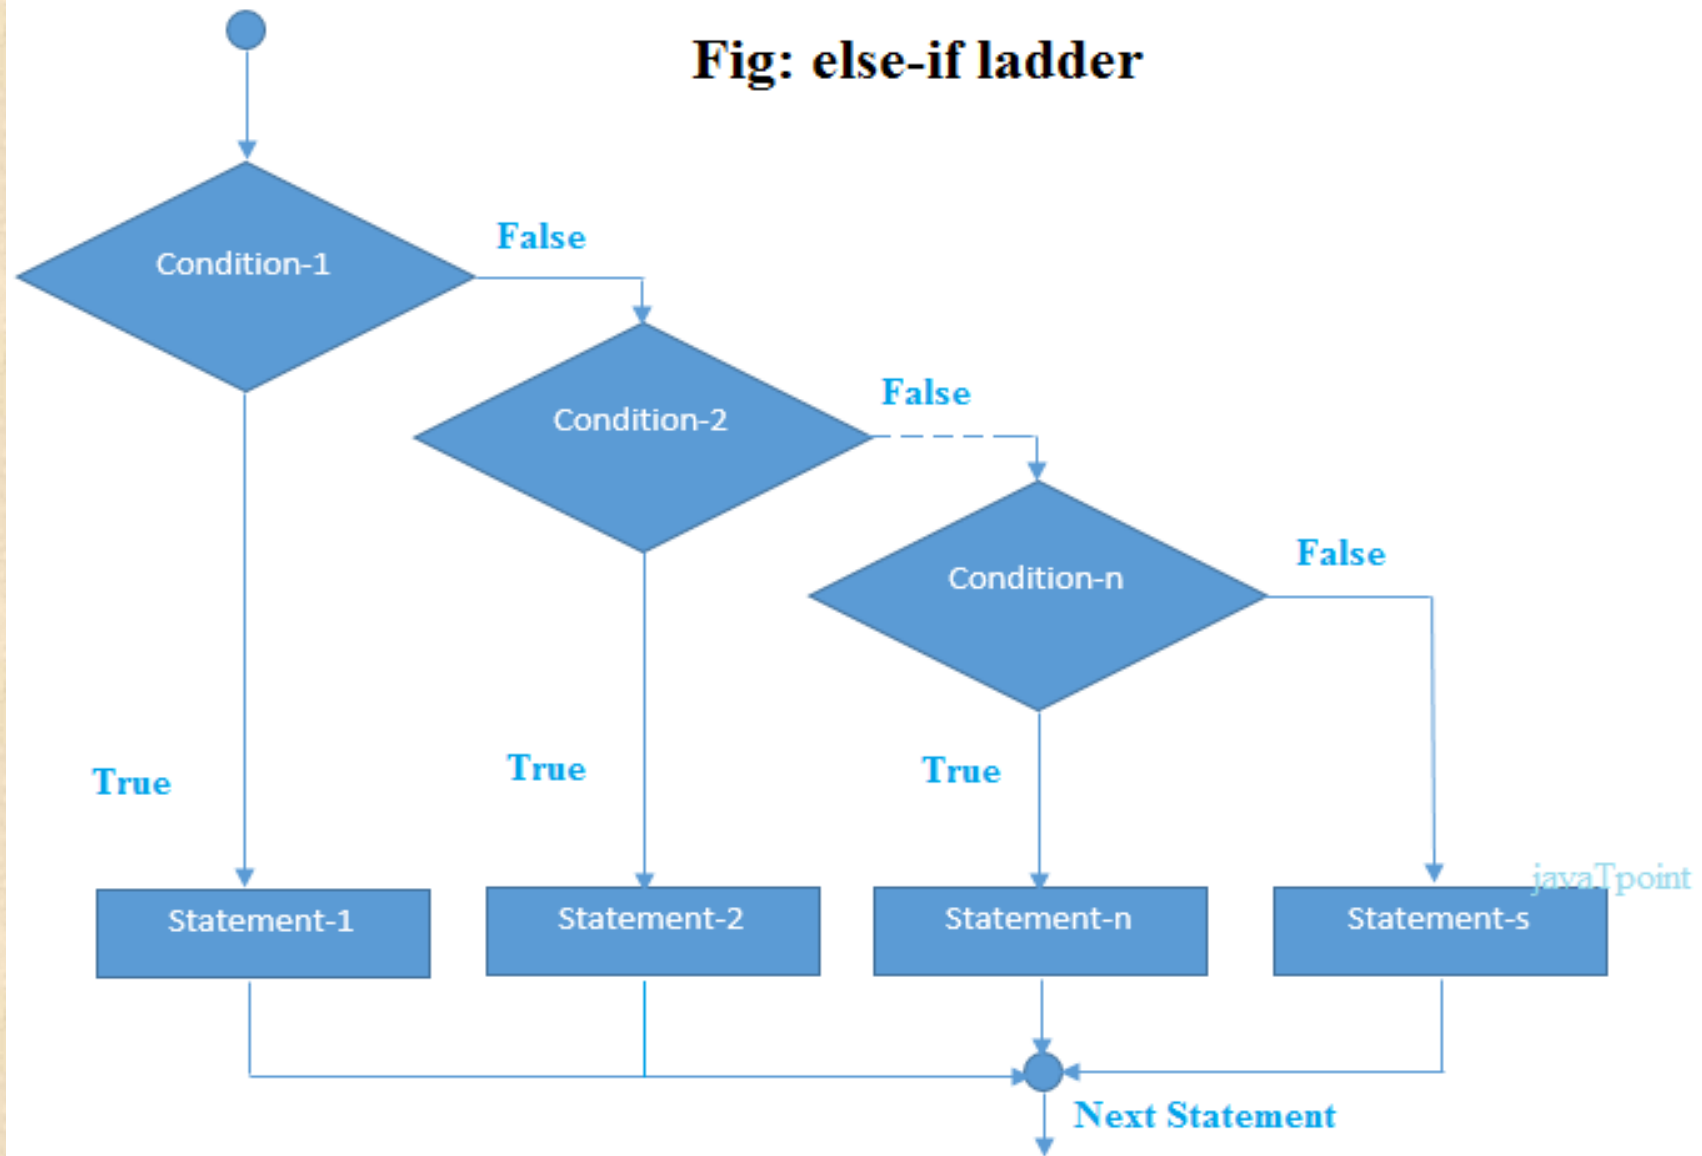 Fig: else-if ladder
Condition-1
False
Condition-2
False
Condition-n
False
True
True
True
Statement-1
Statement-2
Statement-n
Statement-s
javaTpoint
Next Statement